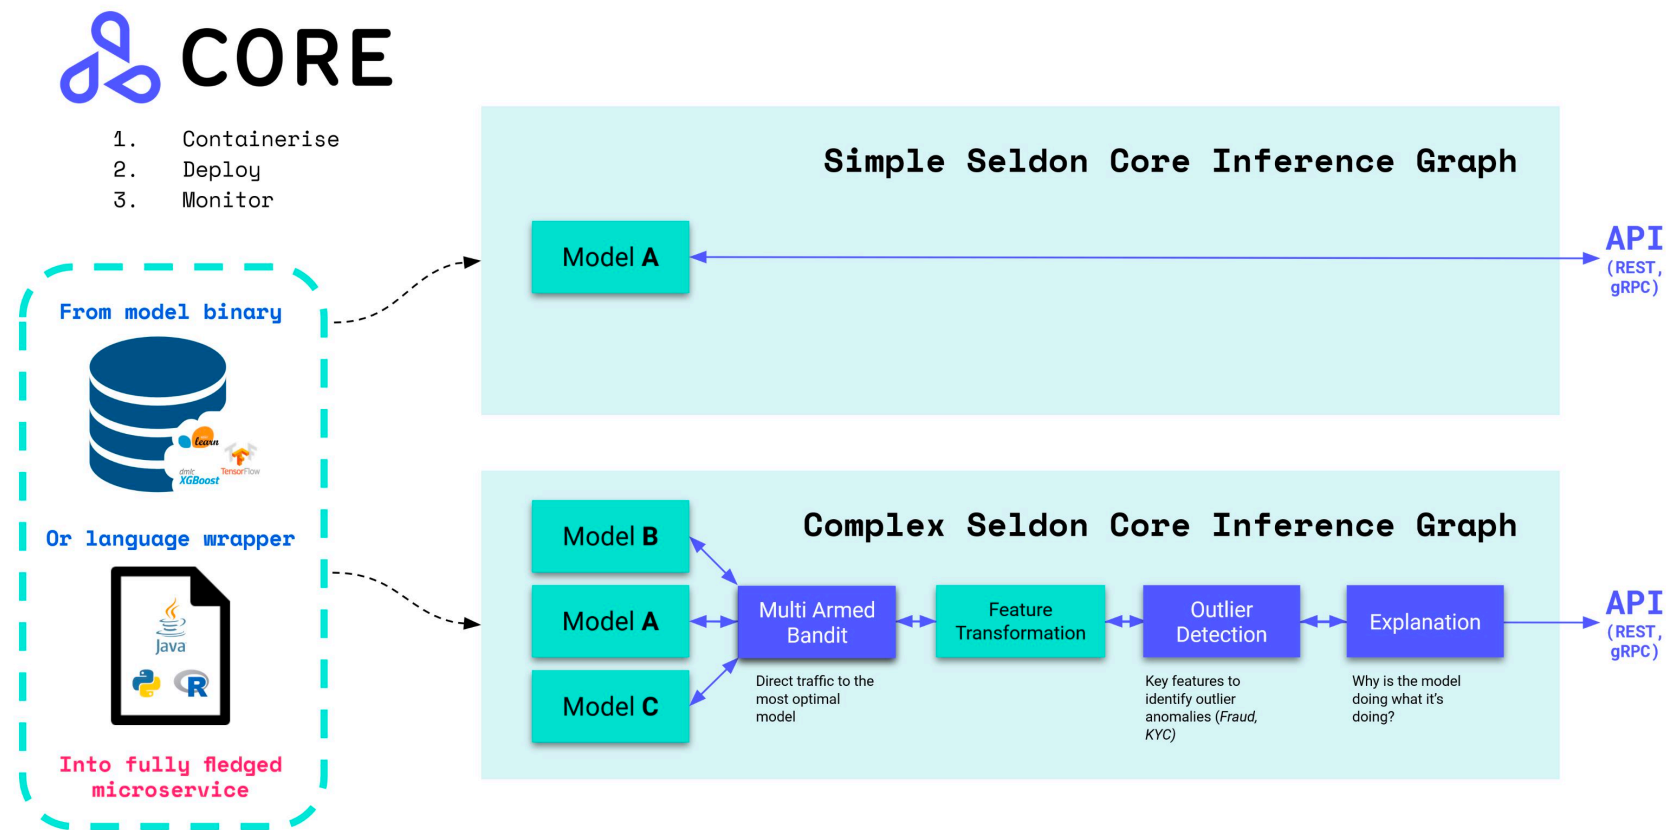 CORE
1. Containerise
2. Deploy
3. Monitor
From model binary
learn
dmlc
XGBoost
TensorFlow
Or language wrapper
Java
R
Into fully fledged
microservice
Simple Seldon Core Inference Graph
Model A
API
(REST,
gRPC)
Complex Seldon Core Inference Graph
Model B
Model A
Model C
Multi Armed
Bandit
Direct traffic to the
most optimal
model
Feature
Transformation
Outlier
Detection
Key features to
identify outlier
anomalies (Fraud,
KYC)
Explanation
Why is the model
doing what it’s
doing?
API
(REST,
gRPC)